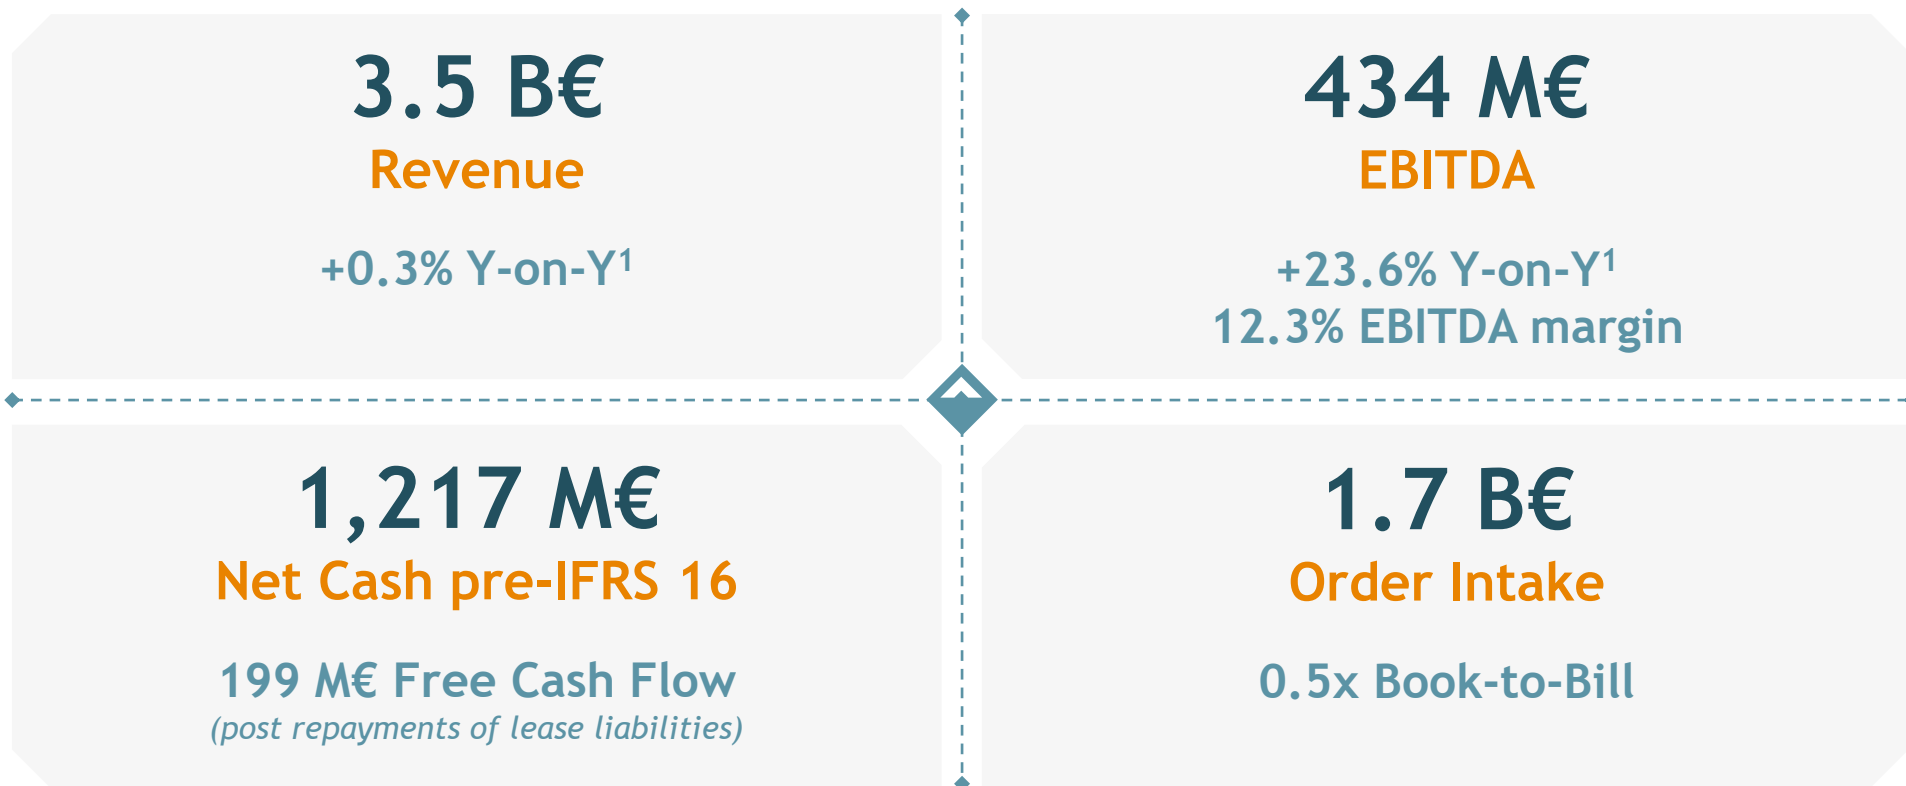 3.5 B€
Revenue
+0.3% Y-on-Y¹
434 M€
EBITDA
+23.6% Y-on-Y¹
12.3% EBITDA margin
1,217 M€
Net Cash pre-IFRS 16
199 M€ Free Cash Flow
(post repayments of lease liabilities)
1.7 B€
Order Intake
0.5x Book-to-Bill